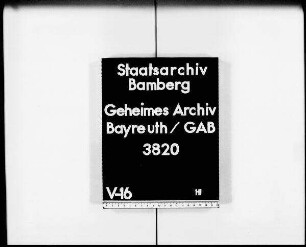 Staatsarchiv
Bamberg
Geheimes Archiv
Bayreuth / GAB
3820
V-16